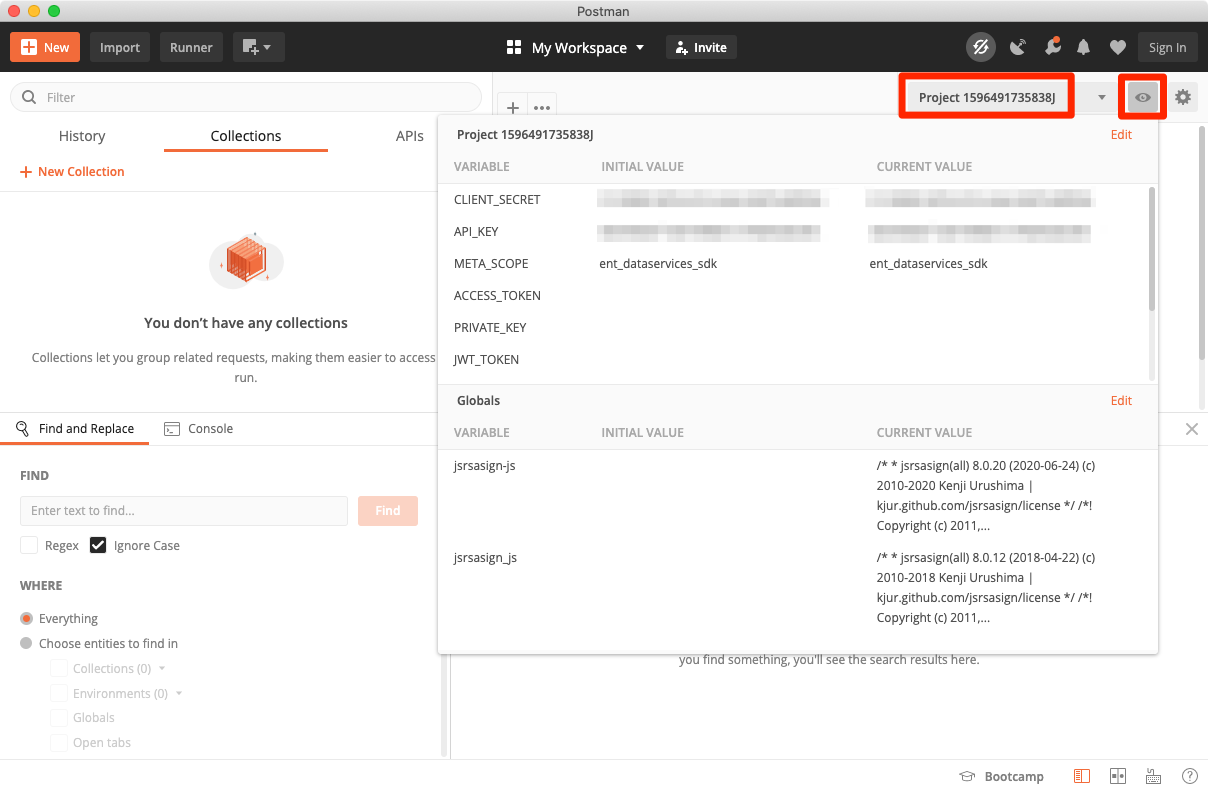 Postman
New
Import
Runner
My Workspace
Invite
Sign In
Filter
Project 1596491735838J
History
Collections
APIs
New Collection
You don’t have any collections
Collections let you group related requests, making them easier to access
run.
Project 1596491735838J
Edit
VARIABLE INITIAL VALUE CURRENT VALUE
CLIENT_SECRET
API_KEY
META_SCOPE ent_dataservices_sdk ent_dataservices_sdk
ACCESS_TOKEN
PRIVATE_KEY
JWT_TOKEN
Globals
Edit
VARIABLE INITIAL VALUE CURRENT VALUE
jsrsasign-js
/* * jsrsasign(all) 8.0.20 (2020-06-24) (c)
2010-2020 Kenji Urushima |
kjur.github.com/jsrsasign/license */ /*!
Copyright (c) 2011,...
jsrsasign_js
/* * jsrsasign(all) 8.0.12 (2018-04-22) (c)
2010-2018 Kenji Urushima |
kjur.github.com/jsrsasign/license */ /*!
Copyright (c) 2011,...
Find and Replace
Console
FIND
Enter text to find...
Find
Regex
Ignore Case
WHERE
Everything
Choose entities to find in
Collections (0)
Environments (0)
Globals
Open tabs
you find something, you'll see the search results here.
Bootcamp